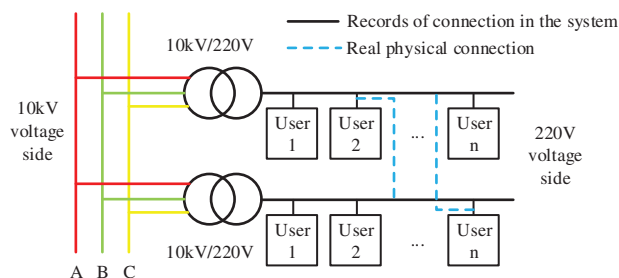 10kV/220V
Records of connection in the system
Real physical connection
10kV
voltage
side
User
1
User
2
...
User
n
220V
voltage
side
User
1
User
2
...
User
n
10kV/220V
A B C